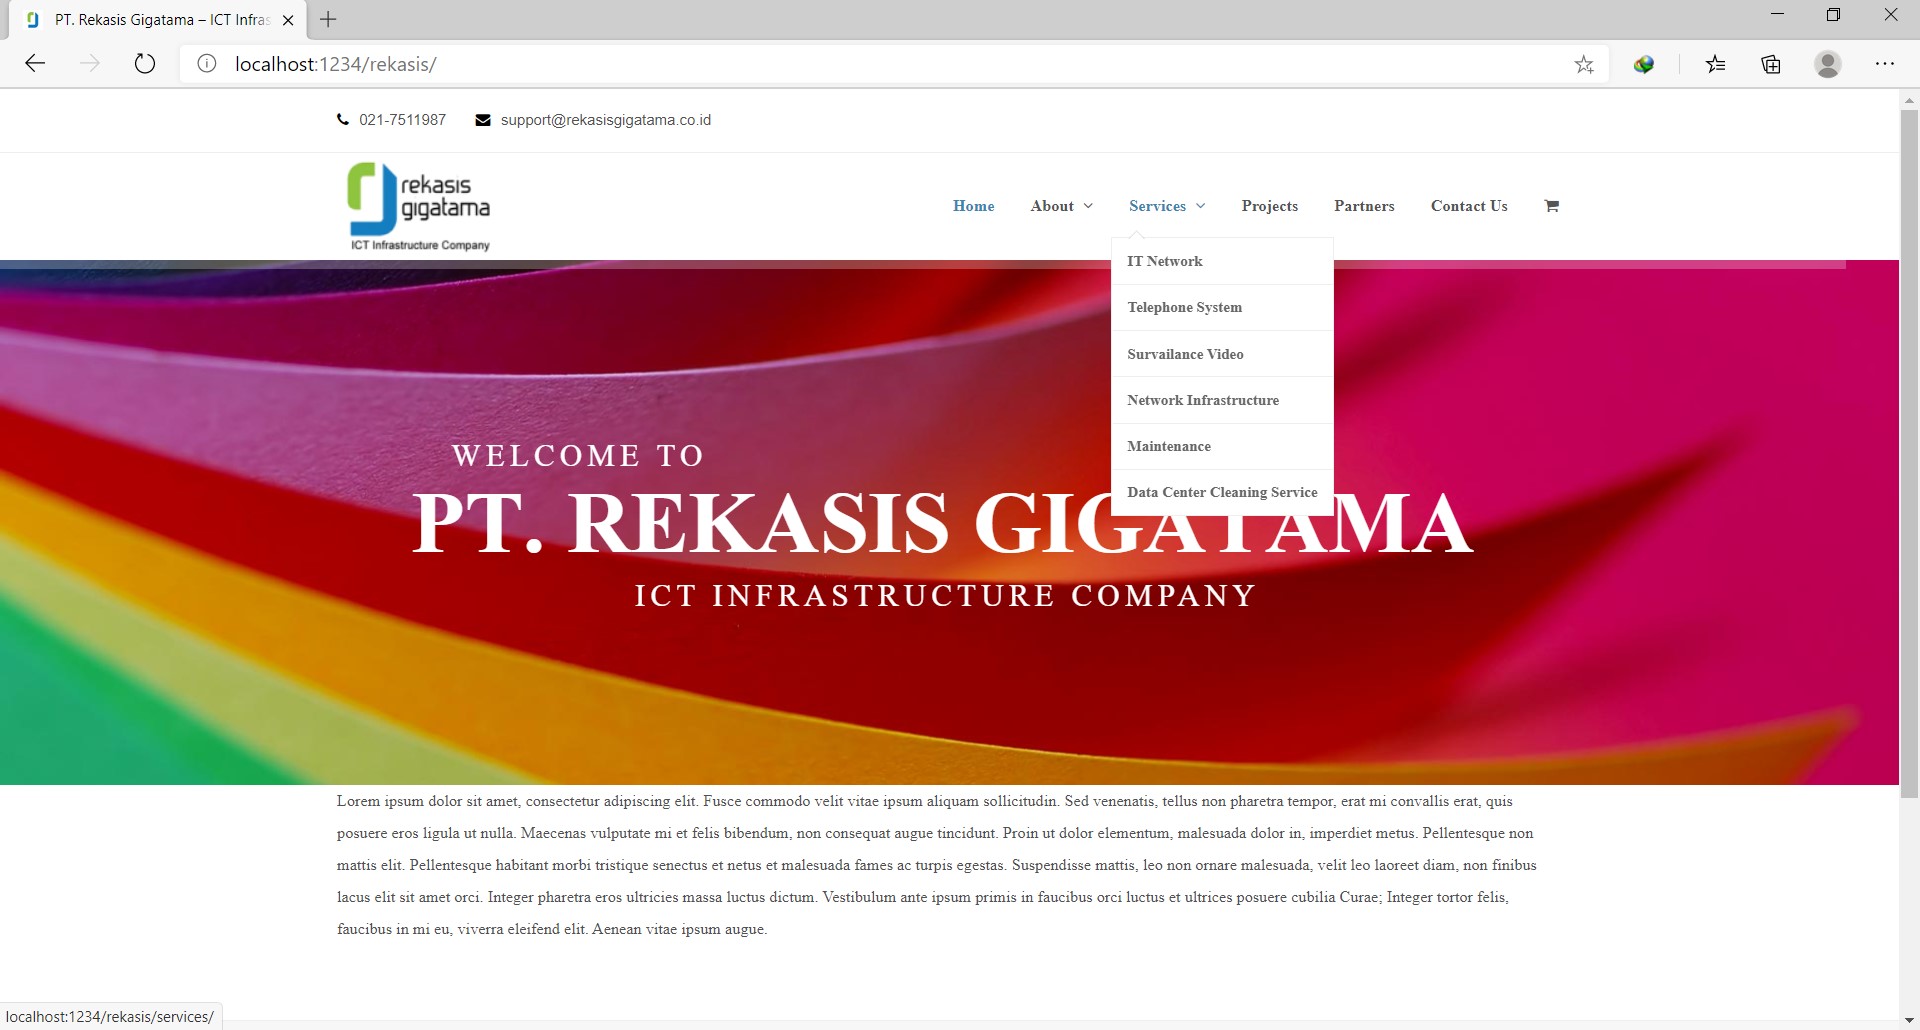 PT. Rekasis Gigatama – ICT Infras
localhost:1234/rekasis/
021-7511987 support@rekasisgigatama.co.id
rekasis
gigatama
ICT Infrastructure Company
Home About Services Projects Partners Contact Us
IT Network
Telephone System
Survailance Video
Network Infrastructure
Maintenance
Data Center Cleaning Service
WELCOME TO
PT. REKASIS GIGATAMA
ICT INFRASTRUCTURE COMPANY
Lorem ipsum dolor sit amet, consectetur adipiscing elit. Fusce commodo velit vitae ipsum aliquam sollicitudin. Sed venenatis, tellus non pharetra tempor, erat mi convallis erat, quis
posuere eros ligula ut nulla. Maecenas vulputate mi et felis bibendum, non consequat augue tincidunt. Proin ut dolor elementum, malesuada dolor in, imperdiet metus. Pellentesque non
mattis elit. Pellentesque habitant morbi tristique senectus et netus et malesuada fames ac turpis egestas. Suspendisse mattis, leo non ornare malesuada, velit leo laoreet diam, non finibus
lacus elit sit amet orci. Integer pharetra eros ultricies massa luctus dictum. Vestibulum ante ipsum primis in faucibus orci luctus et ultrices posuere cubilia Curae; Integer tortor felis,
faucibus in mi eu, viverra eleifend elit. Aenean vitae ipsum augue.
localhost:1234/rekasis/services/